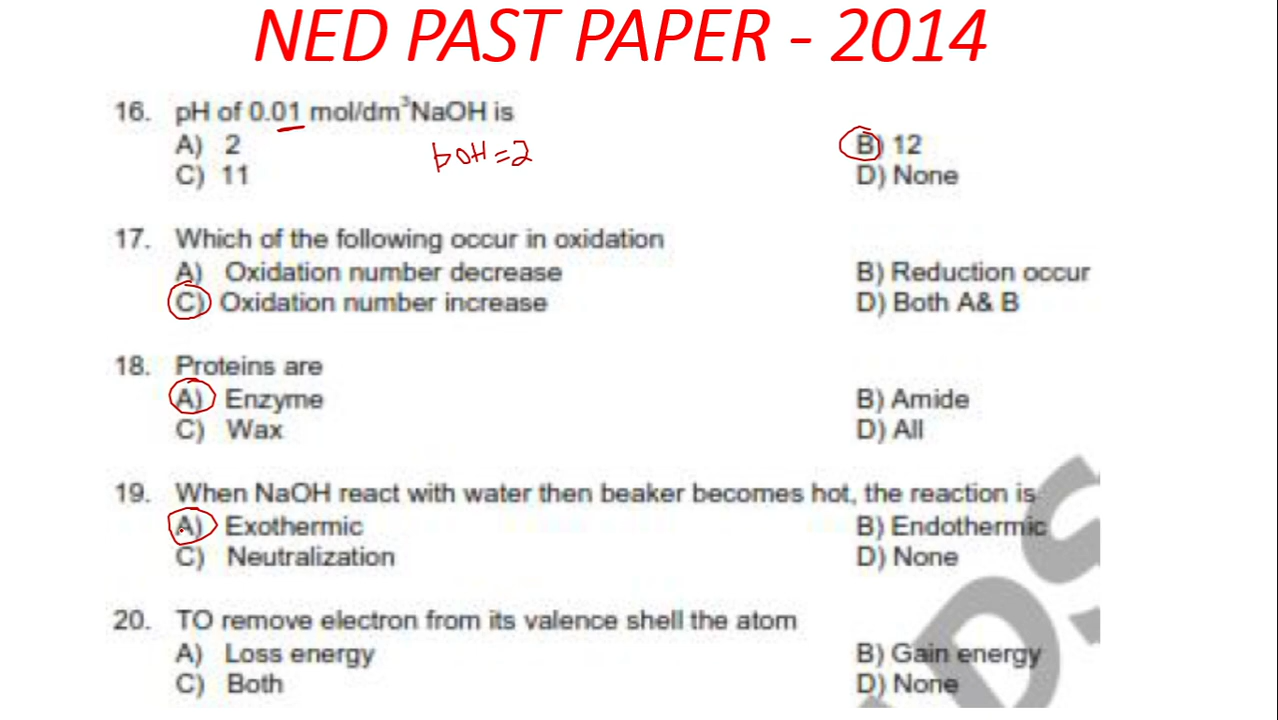 NED PAST PAPER - 2014
16. pH of 0.01 mol/dm³NaOH is
A) 2 B) 12
pOH=2
C) 11 D) None
17. Which of the following occur in oxidation
A) Oxidation number decrease B) Reduction occur
C) Oxidation number increase D) Both A& B
18. Proteins are
A) Enzyme B) Amide
C) Wax D) All
19. When NaOH react with water then beaker becomes hot, the reaction is
A) Exothermic B) Endothermic
C) Neutralization D) None
20. TO remove electron from its valence shell the atom
A) Loss energy B) Gain energy
C) Both D) None